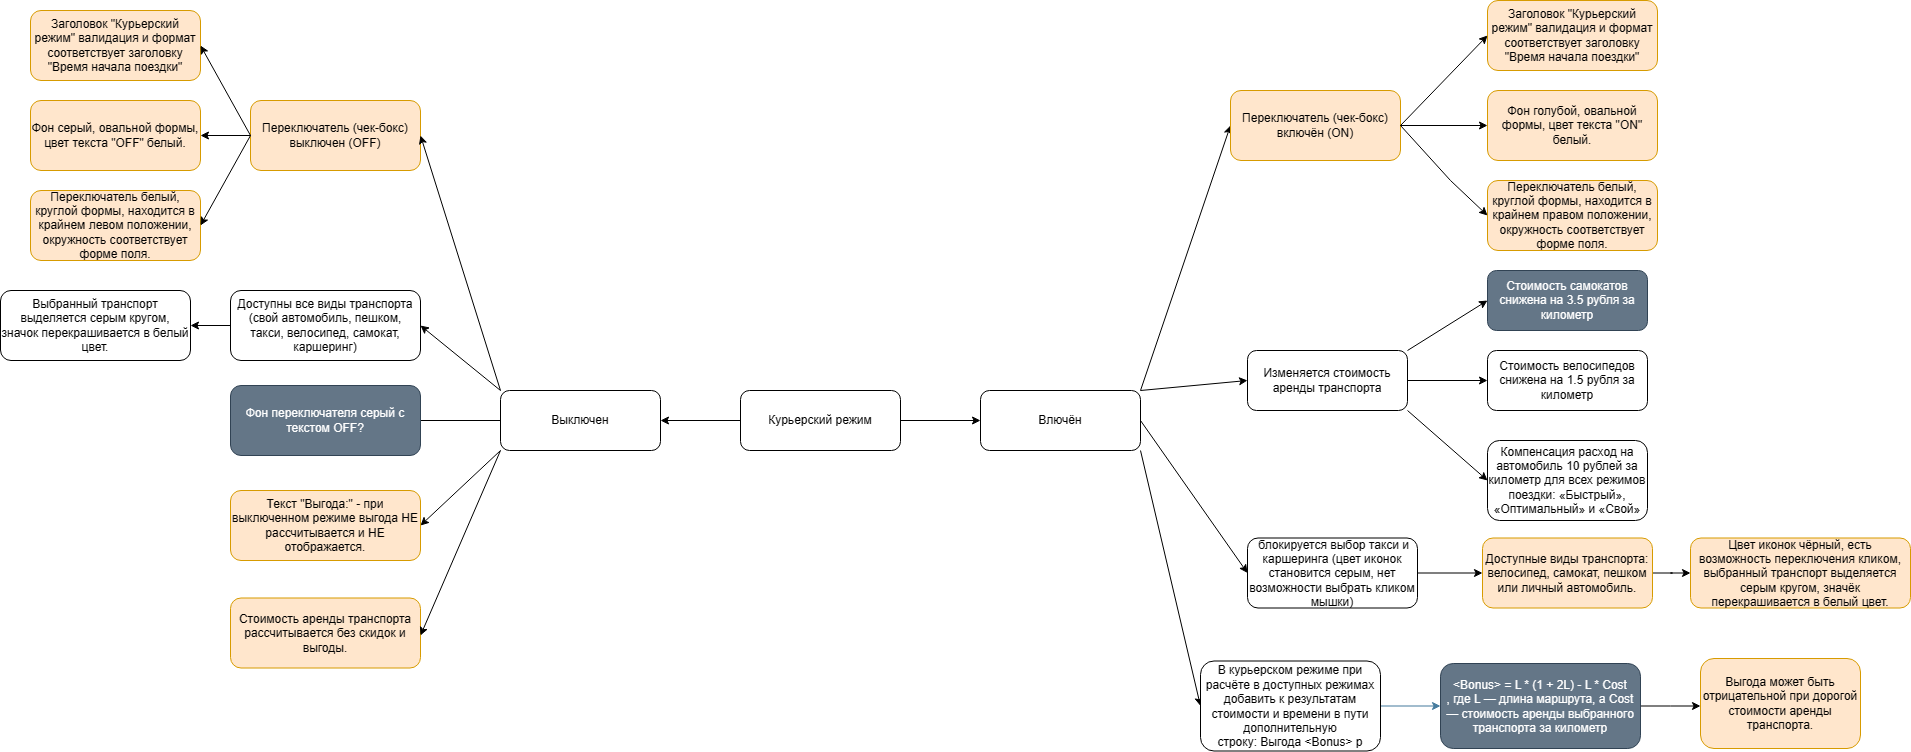 Заголовок "Курьерский
режим" валидация и формат
соответствует заголовку
"Время начала поездки"
Фон серый, овальной формы,
цвет текста "OFF" белый.
Переключатель белый,
круглой формы, находится в
крайнем левом положении,
окружность соответствует
форме поля.
Переключатель (чек-бокс)
выключен (OFF)
Выбранный транспорт
выделяется серым кругом,
значок перекрашивается в белый
цвет.
Доступны все виды транспорта
(свой автомобиль, пешком,
такси, велосипед, самокат,
каршеринг)
Фон переключателя серый с
текстом OFF?
Текст "Выгода:" - при
выключенном режиме выгода НЕ
рассчитывается и НЕ
отображается.
Стоимость аренды транспорта
рассчитывается без скидок и
выгоды.
Выключен
Курьерский режим
Влючён
Переключатель (чек-бокс)
включён (ON)
Заголовок "Курьерский
режим" валидация и формат
соответствует заголовку
"Время начала поездки"
Фон голубой, овальной
формы, цвет текста "ON"
белый.
Переключатель белый,
круглой формы, находится в
крайнем правом положении,
окружность соответствует
форме поля.
Изменяется стоимость
аренды транспорта
Стоимость самокатов
снижена на 3.5 рубля за
километр
Стоимость велосипедов
снижена на 1.5 рубля за
километр
Компенсация расход на
автомобиль 10 рублей за
километр для всех режимов
поездки: «Быстрый»,
«Оптимальный» и «Свой»
блокируется выбор такси и
каршеринга (цвет иконок
становится серым, нет
возможности выбрать кликом
мышки)
Доступные виды транспорта:
велосипед, самокат, пешком
или личный автомобиль.
Цвет иконок чёрный, есть
возможность переключения кликом,
выбранный транспорт выделяется
серым кругом, значёк
перекрашивается в белый цвет.
В курьерском режиме при
расчёте в доступных режимах
добавить к результатам
стоимости и времени в пути
дополнительную
строку: Выгода <Bonus> р
<Bonus> = L * (1 + 2L) - L * Cost
, где L — длина маршрута, а Cost
— стоимость аренды выбранного
транспорта за километр
Выгода может быть
отрицательной при дорогой
стоимости аренды
транспорта.